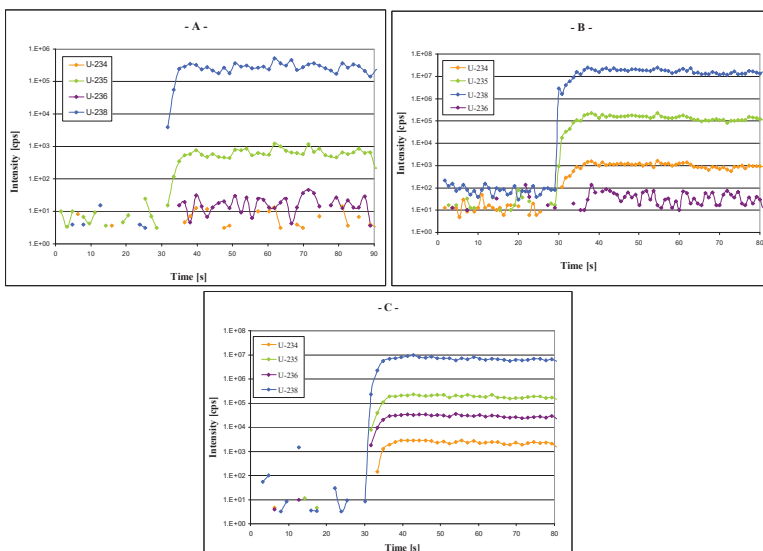 - A -
Intensity [cps]
1.E+06
1.E+05
1.E+04
1.E+03
1.E+02
1.E+01
1.E+00
U-234
U-235
U-236
U-238
0 10 20 30 40 50 60 70 80 90
Time [s]
- B -
Intensity [cps]
1.E+08
1.E+07
1.E+06
1.E+05
1.E+04
1.E+03
1.E+02
1.E+01
1.E+00
U-234
U-235
U-238
U-236
0 10 20 30 40 50 60 70 80
Time [s]
- C -
Intensity [cps]
1.E+08
1.E+07
1.E+06
1.E+05
1.E+04
1.E+03
1.E+02
1.E+01
1.E+00
U-234
U-235
U-236
U-238
0 10 20 30 40 50 60 70 80
Time [s]